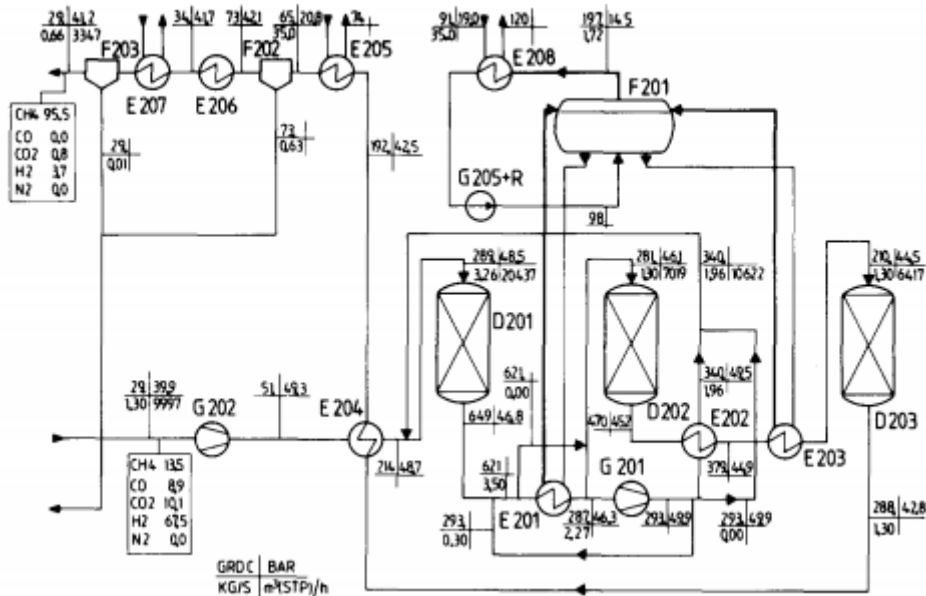 29, 41,2
0,66 3347
34, 41,7
73, 42,1
65, 20,8
35,0
74,
91, 19,0
35,0
120,
197, 14,5
1,72
F203
F202
E205
E208
F201
E207
E206
CH4 95,5
CO 0,0
CO2 0,8
H2 3,7
N2 0,0
29,
0,01
73,
0,63
192, 42,5
G205+R
98,
289, 48,5
3,26 20437
281, 46,1
1,30 7019
340,
1,96 10622
210, 44,5
1,30 6417
D201
621,
0,00
340, 49,5
1,96
29, 39,9
1,30 9997
G202
51, 49,3
E204
649 46,8
470 45,2
D202
E202
D203
214, 48,7
621
3,50
G201
379, 44,9
E203
CH4 13,5
CO 8,9
CO2 10,1
H2 67,5
N2 0,0
293,
0,30
E201
287, 46,3
2,27
293, 49,9
293, 49,9
0,00
288, 42,8
1,30
GRDC BAR
KG/S m³(STP)/h